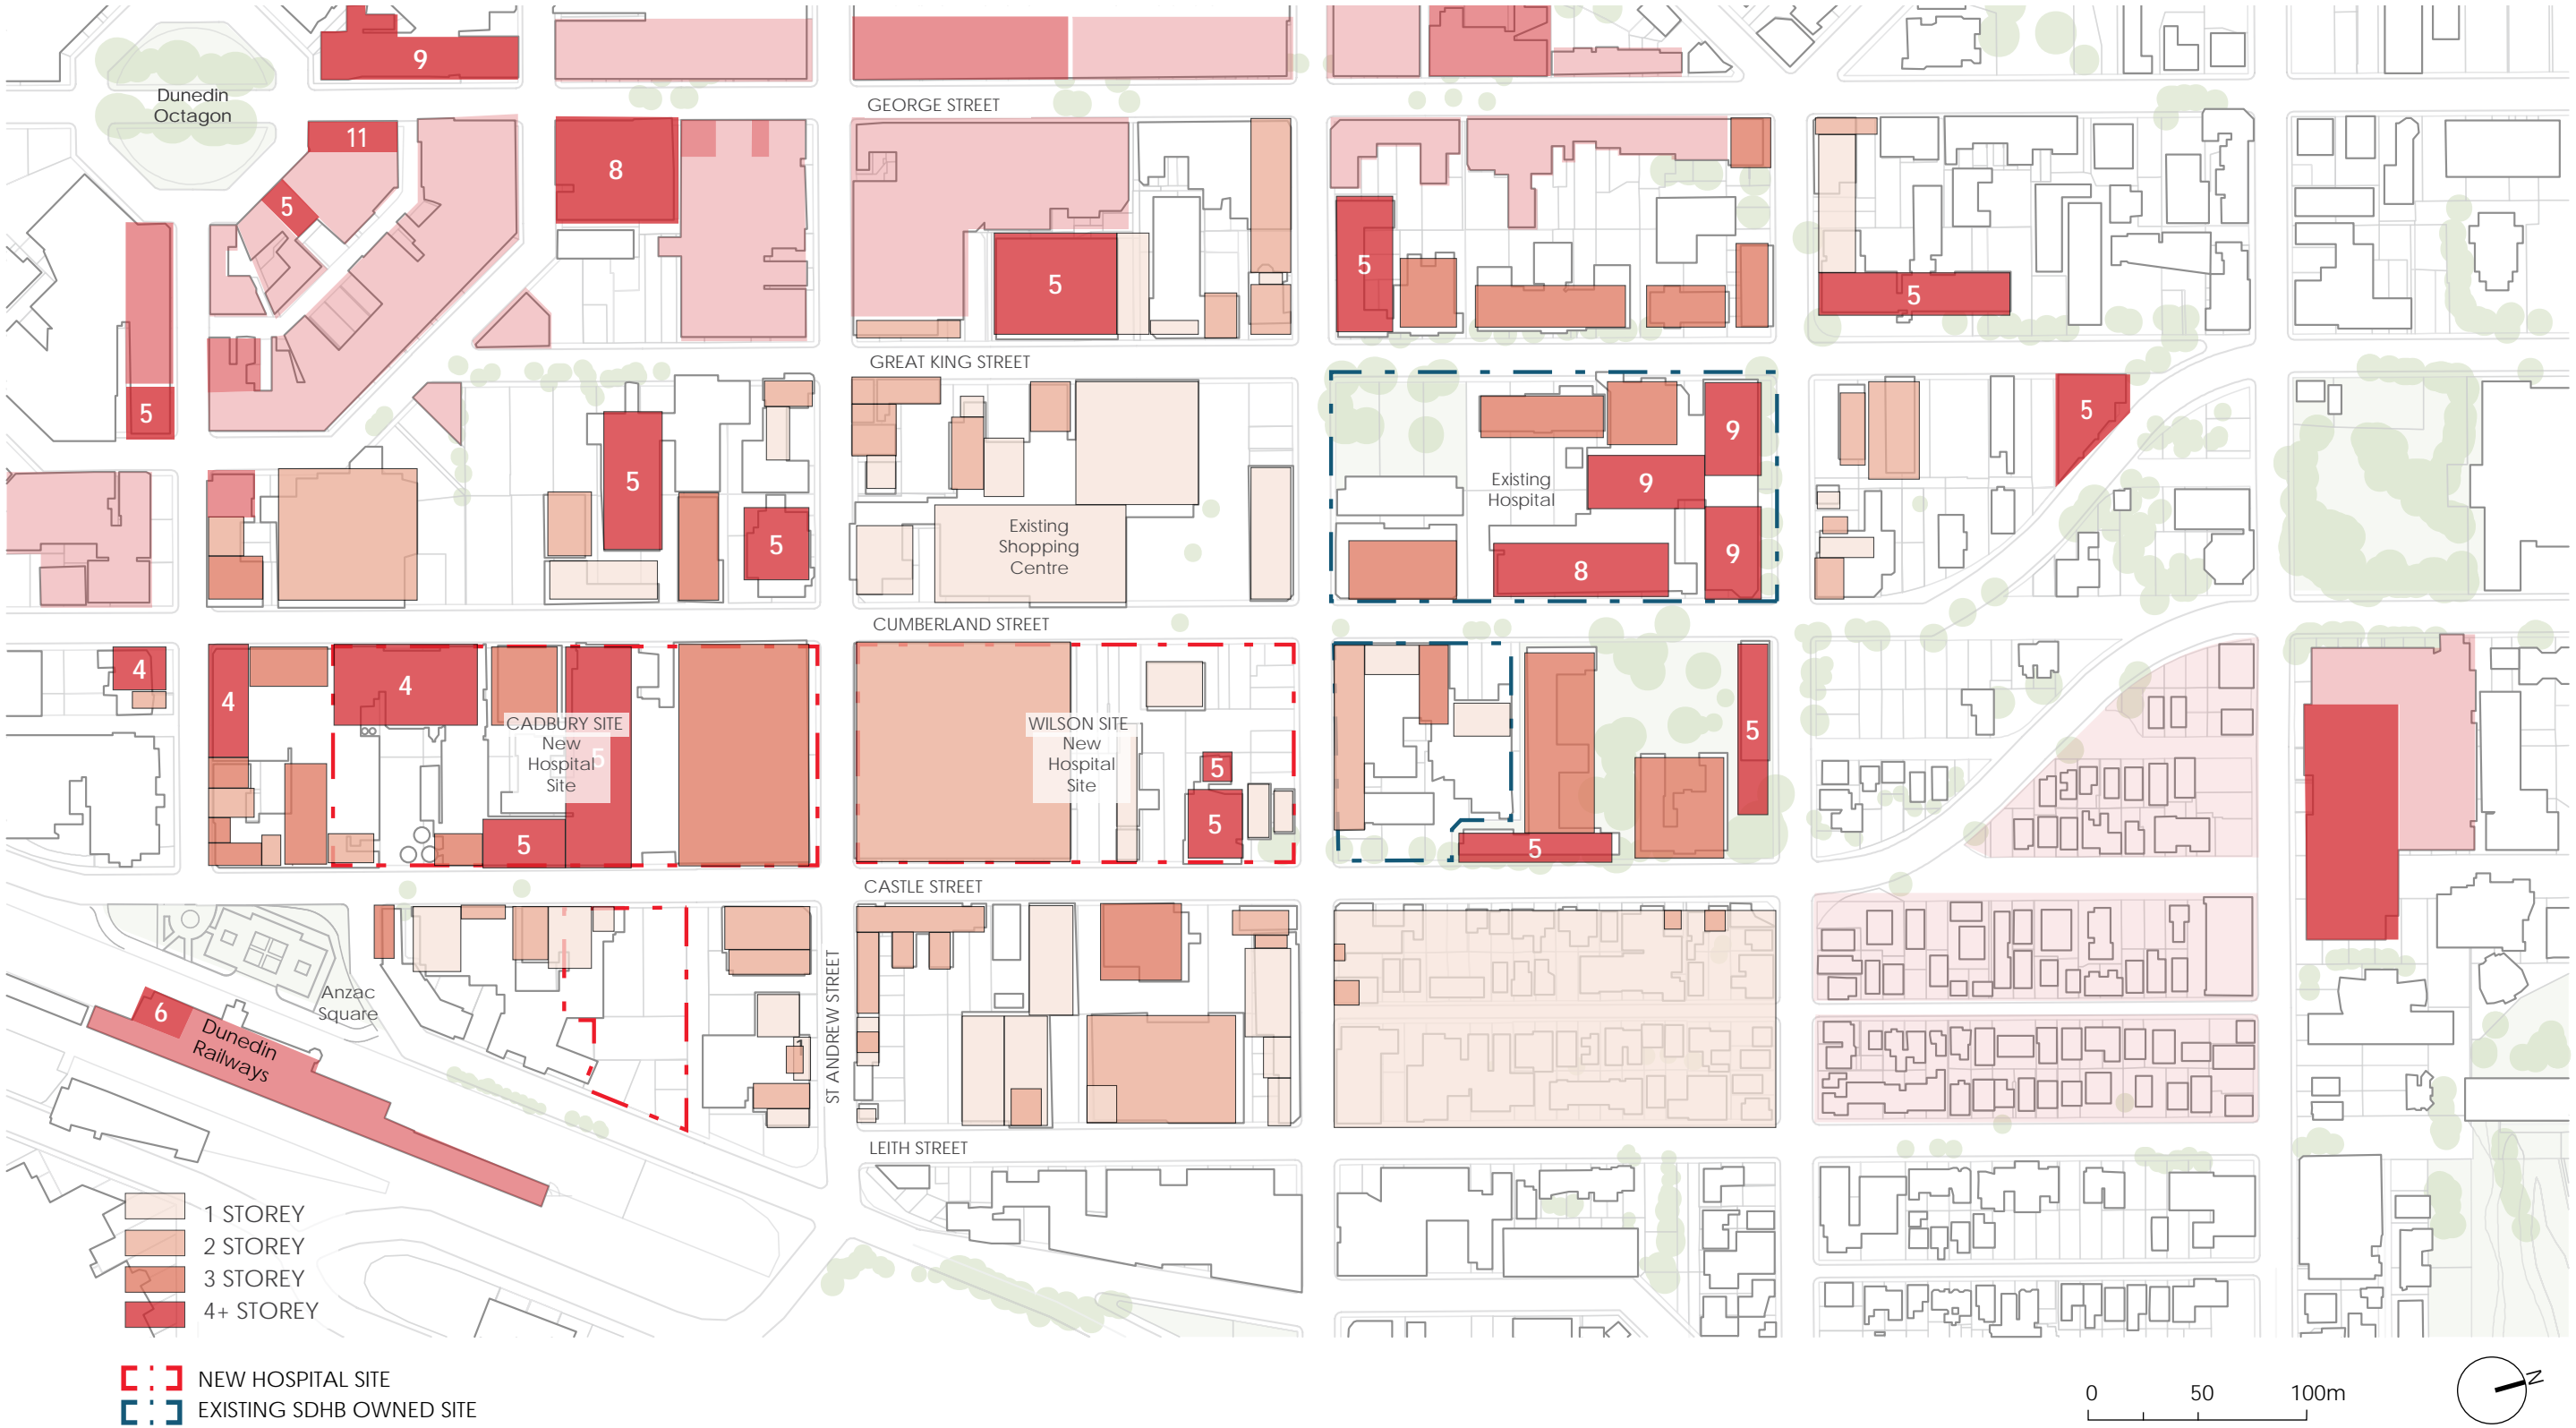 9
Dunedin
Octagon
GEORGE STREET
11
8
5
5
5
5
5
GREAT KING STREET
5
5
9
5
Existing
Hospital
9
5
Existing
Shopping
Centre
9
8
CUMBERLAND STREET
4
4
4
CADBURY SITE
New
Hospital
Site
5
WILSON SITE
New
Hospital
Site
5
5
5
5
5
CASTLE STREET
ST ANDREW STREET
Anzac
Square
6
Dunedin
Railways
1
LEITH STREET
1 STOREY
2 STOREY
3 STOREY
4+ STOREY
NEW HOSPITAL SITE
EXISTING SDHB OWNED SITE
0 50 100m
N